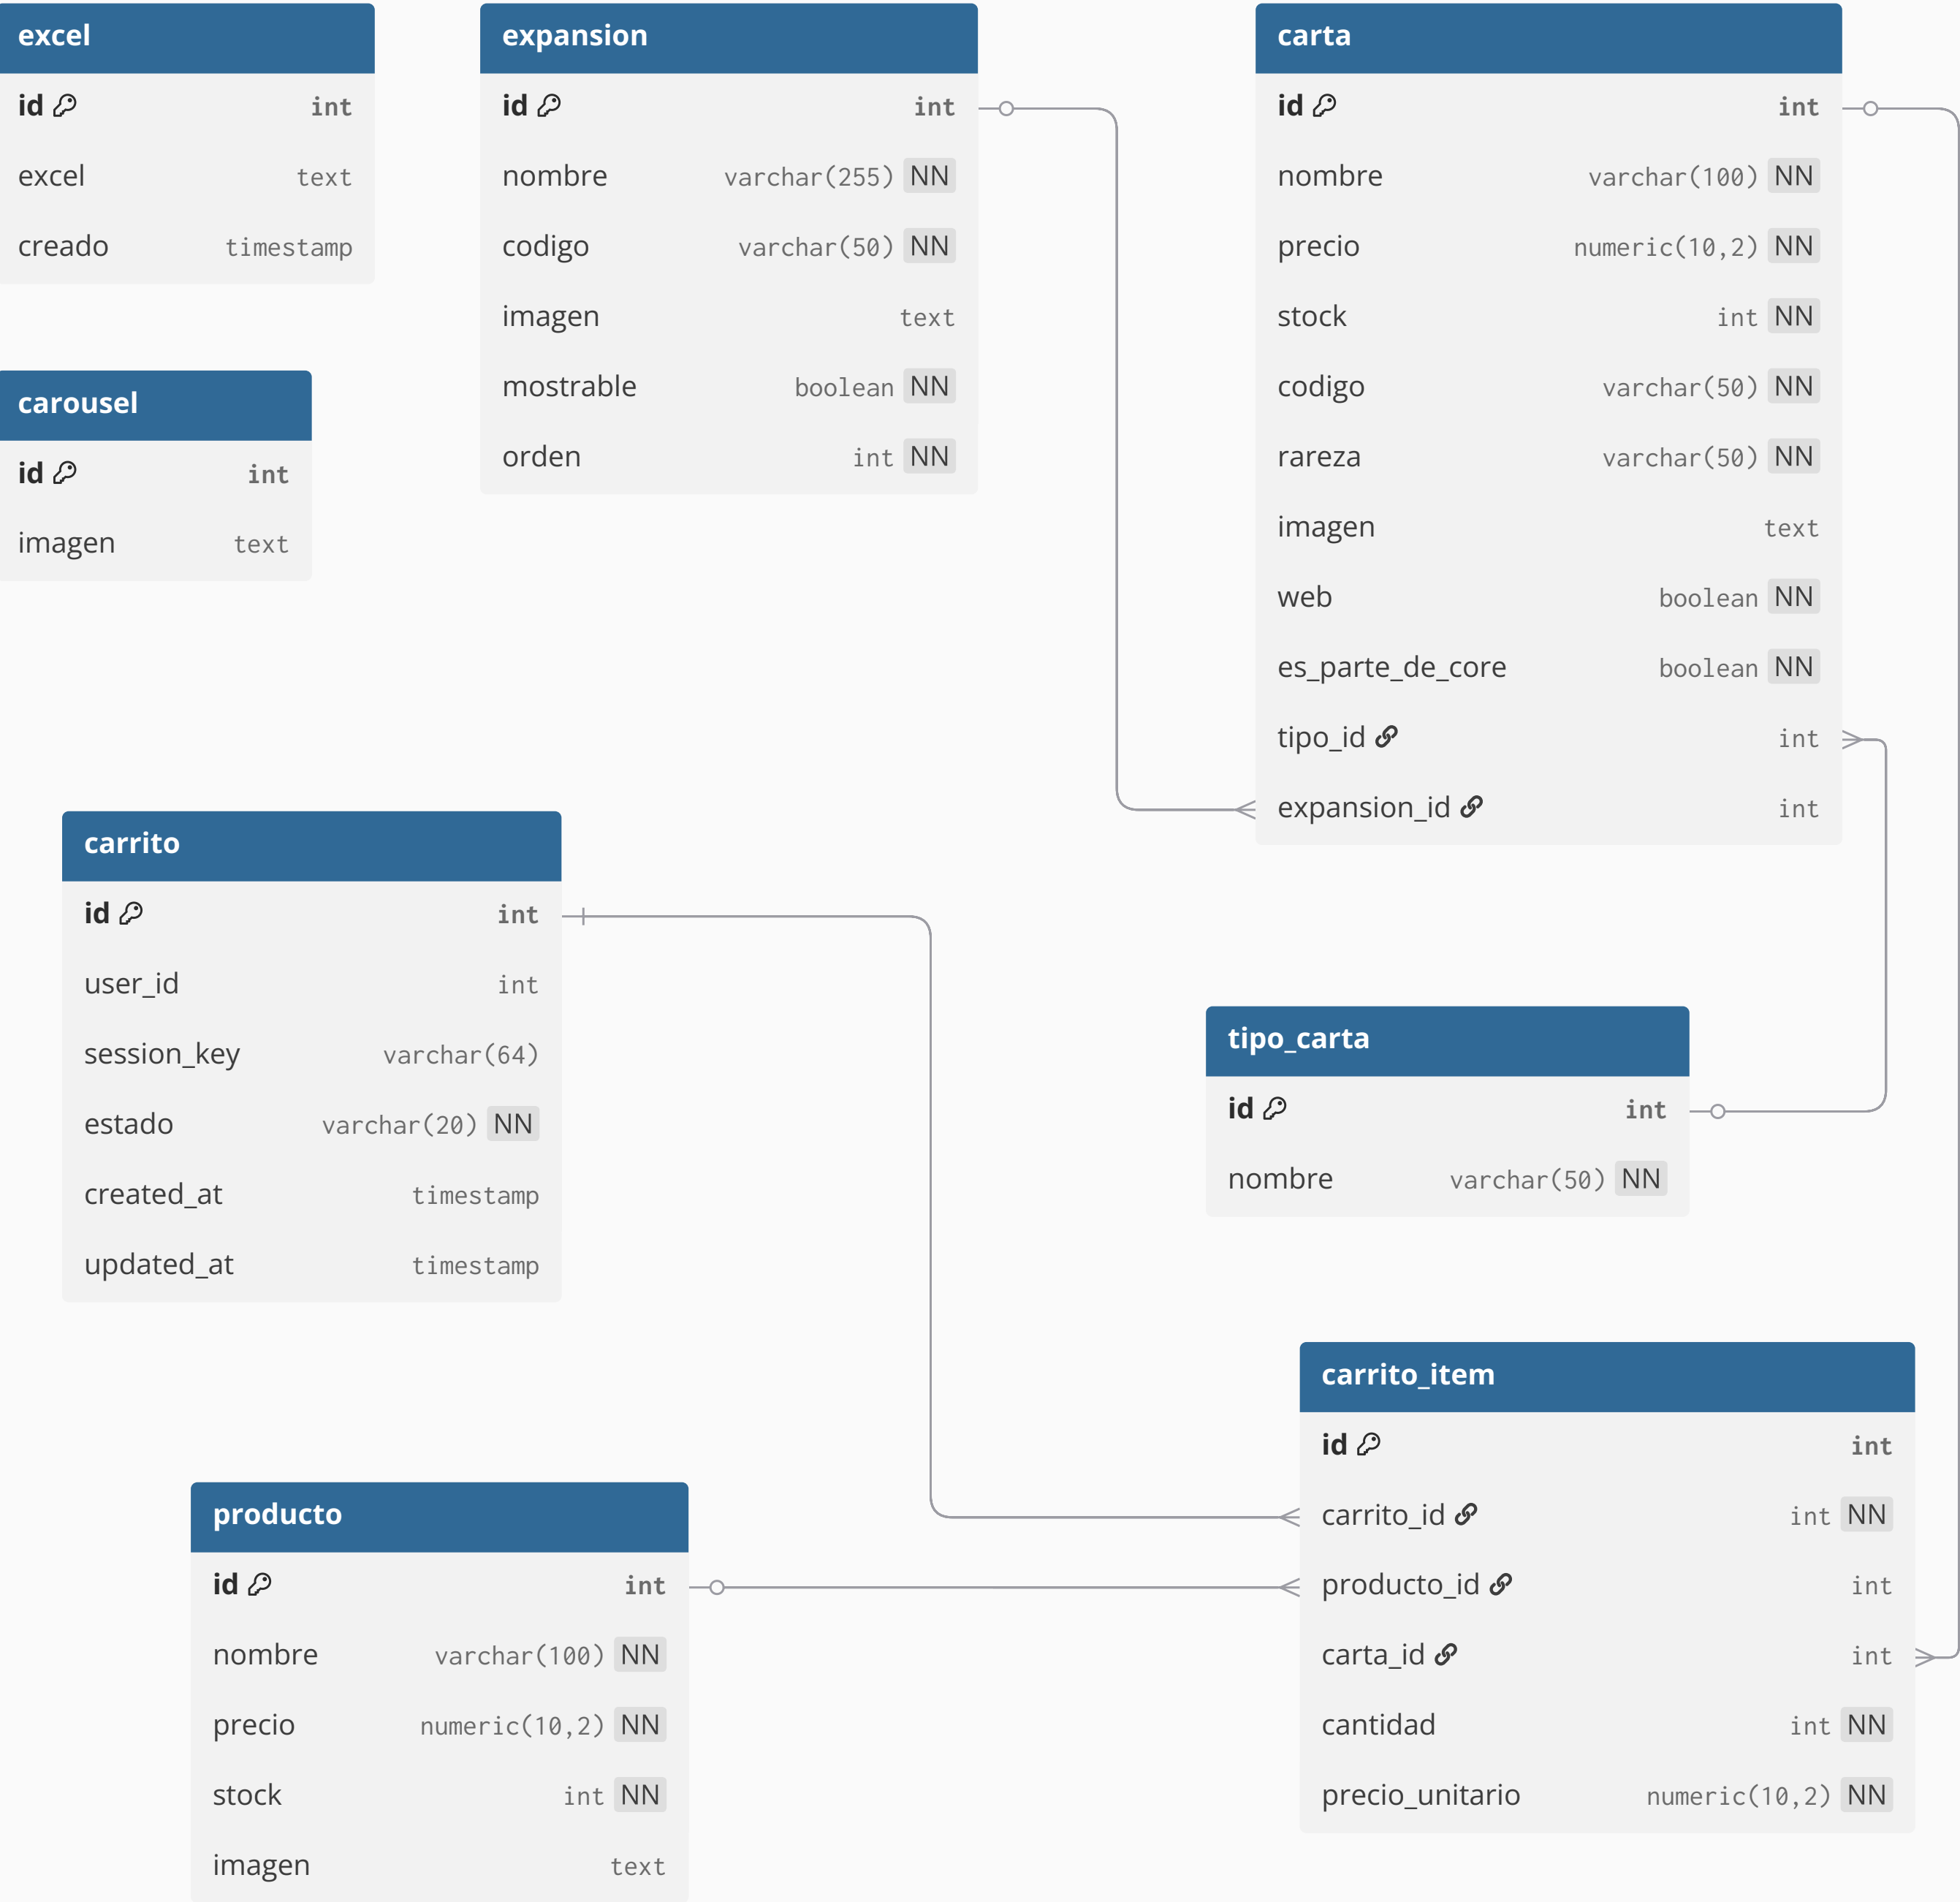 excel
id int
excel text
creado timestamp
carousel
id int
imagen text
expansion
id int
nombre varchar(255) NN
codigo varchar(50) NN
imagen text
mostrable boolean NN
orden int NN
carta
id int
nombre varchar(100) NN
precio numeric(10,2) NN
stock int NN
codigo varchar(50) NN
rareza varchar(50) NN
imagen text
web boolean NN
es_parte_de_core boolean NN
tipo_id int
expansion_id int
carrito
id int
user_id int
session_key varchar(64)
estado varchar(20) NN
created_at timestamp
updated_at timestamp
tipo_carta
id int
nombre varchar(50) NN
producto
id int
nombre varchar(100) NN
precio numeric(10,2) NN
stock int NN
imagen text
carrito_item
id int
carrito_id int NN
producto_id int
carta_id int
cantidad int NN
precio_unitario numeric(10,2) NN